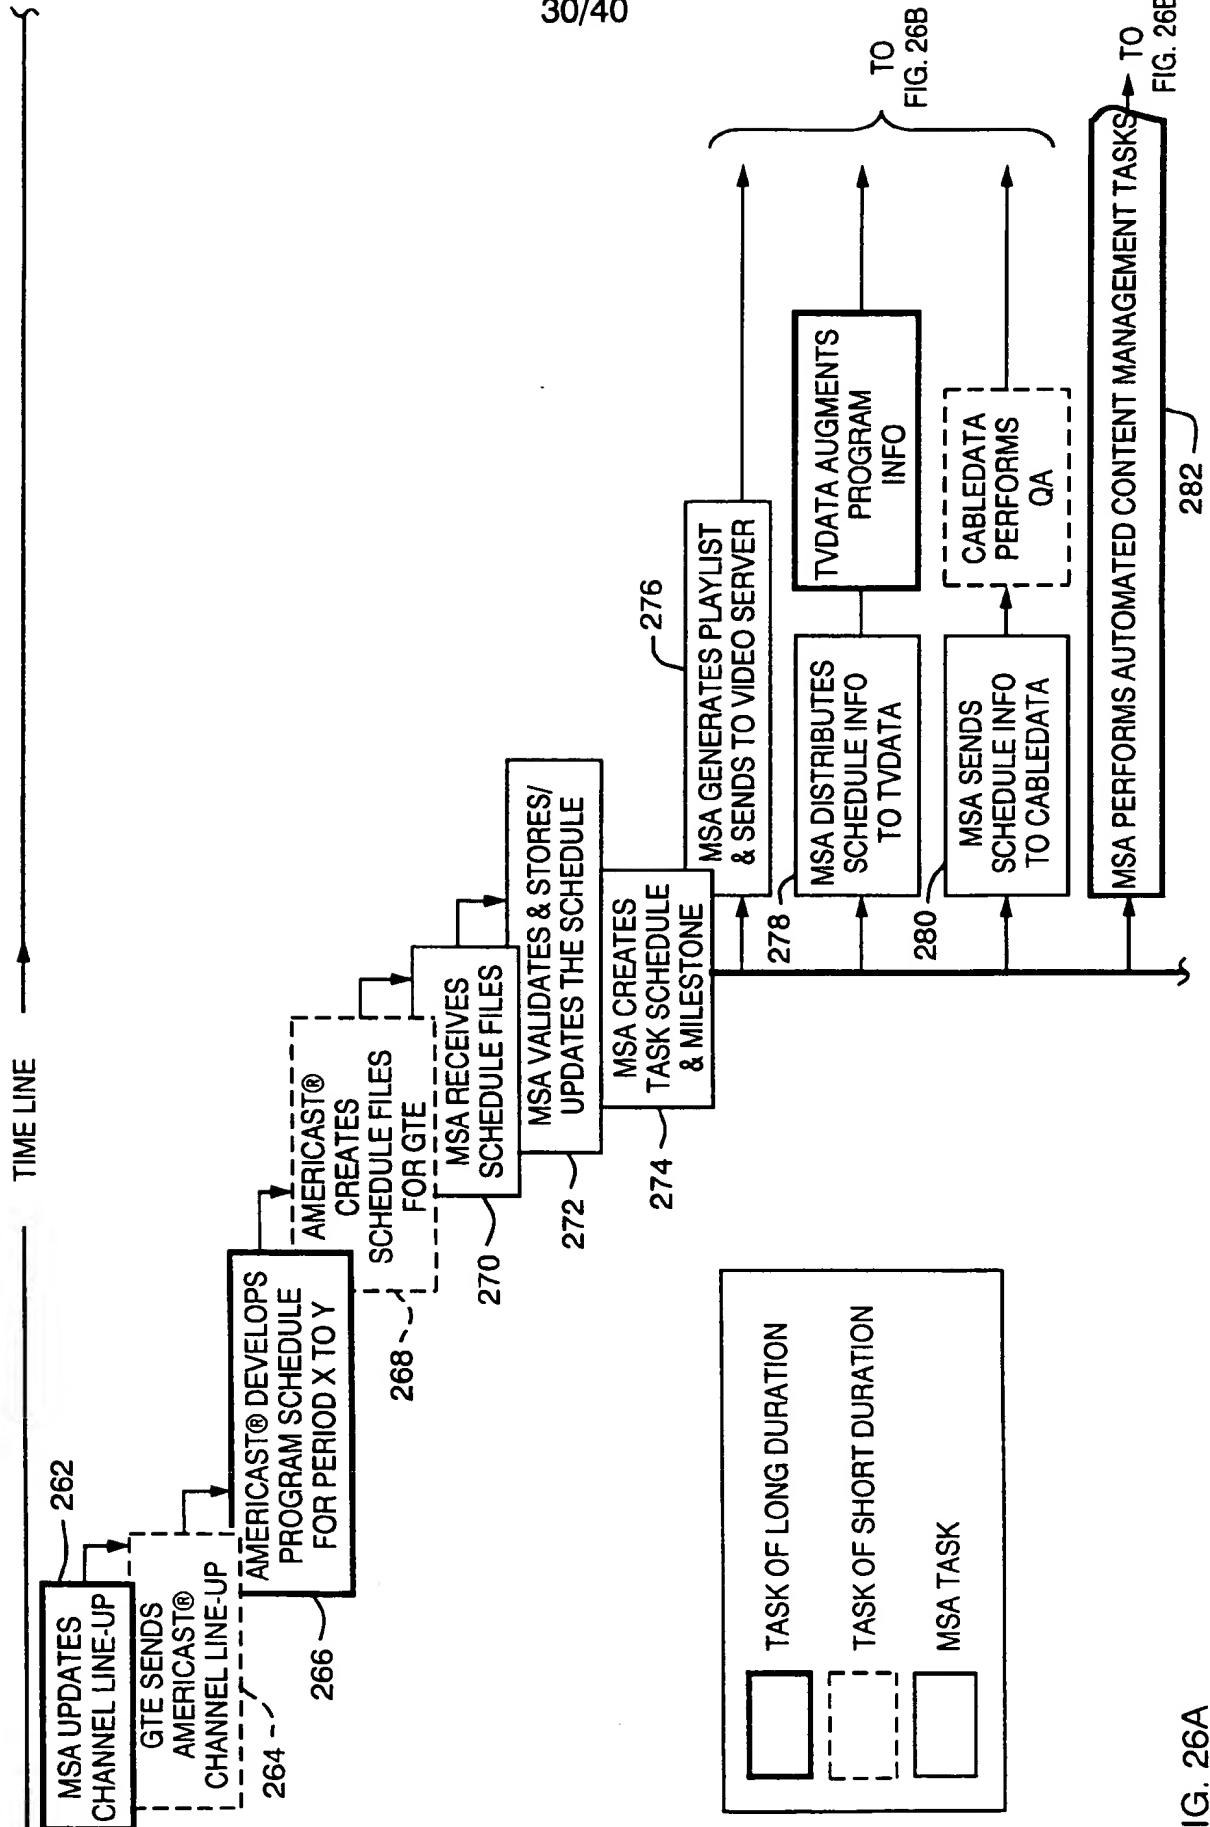 30/40
TIME LINE
MSA UPDATES
CHANNEL LINE-UP
262
GTE SENDS
AMERICAST®
CHANNEL LINE-UP
264
AMERICAST® DEVELOPS
PROGRAM SCHEDULE
FOR PERIOD X TO Y
266
AMERICAST®
CREATES
SCHEDULE FILES
FOR GTE
268
MSA RECEIVES
SCHEDULE FILES
270
MSA VALIDATES & STORES/
UPDATES THE SCHEDULE
272
MSA CREATES
TASK SCHEDULE
& MILESTONE
274
MSA GENERATES PLAYLIST
& SENDS TO VIDEO SERVER
276
MSA DISTRIBUTES
SCHEDULE INFO
TO TVDATA
278
TVDATA AUGMENTS
PROGRAM
INFO
MSA SENDS
SCHEDULE INFO
TO CABLEDATA
280
CABLEDATA
PERFORMS
QA
TO
FIG. 26B
MSA PERFORMS AUTOMATED CONTENT MANAGEMENT TASKS
282
TO
FIG. 26B
TASK OF LONG DURATION
TASK OF SHORT DURATION
MSA TASK
IG. 26A